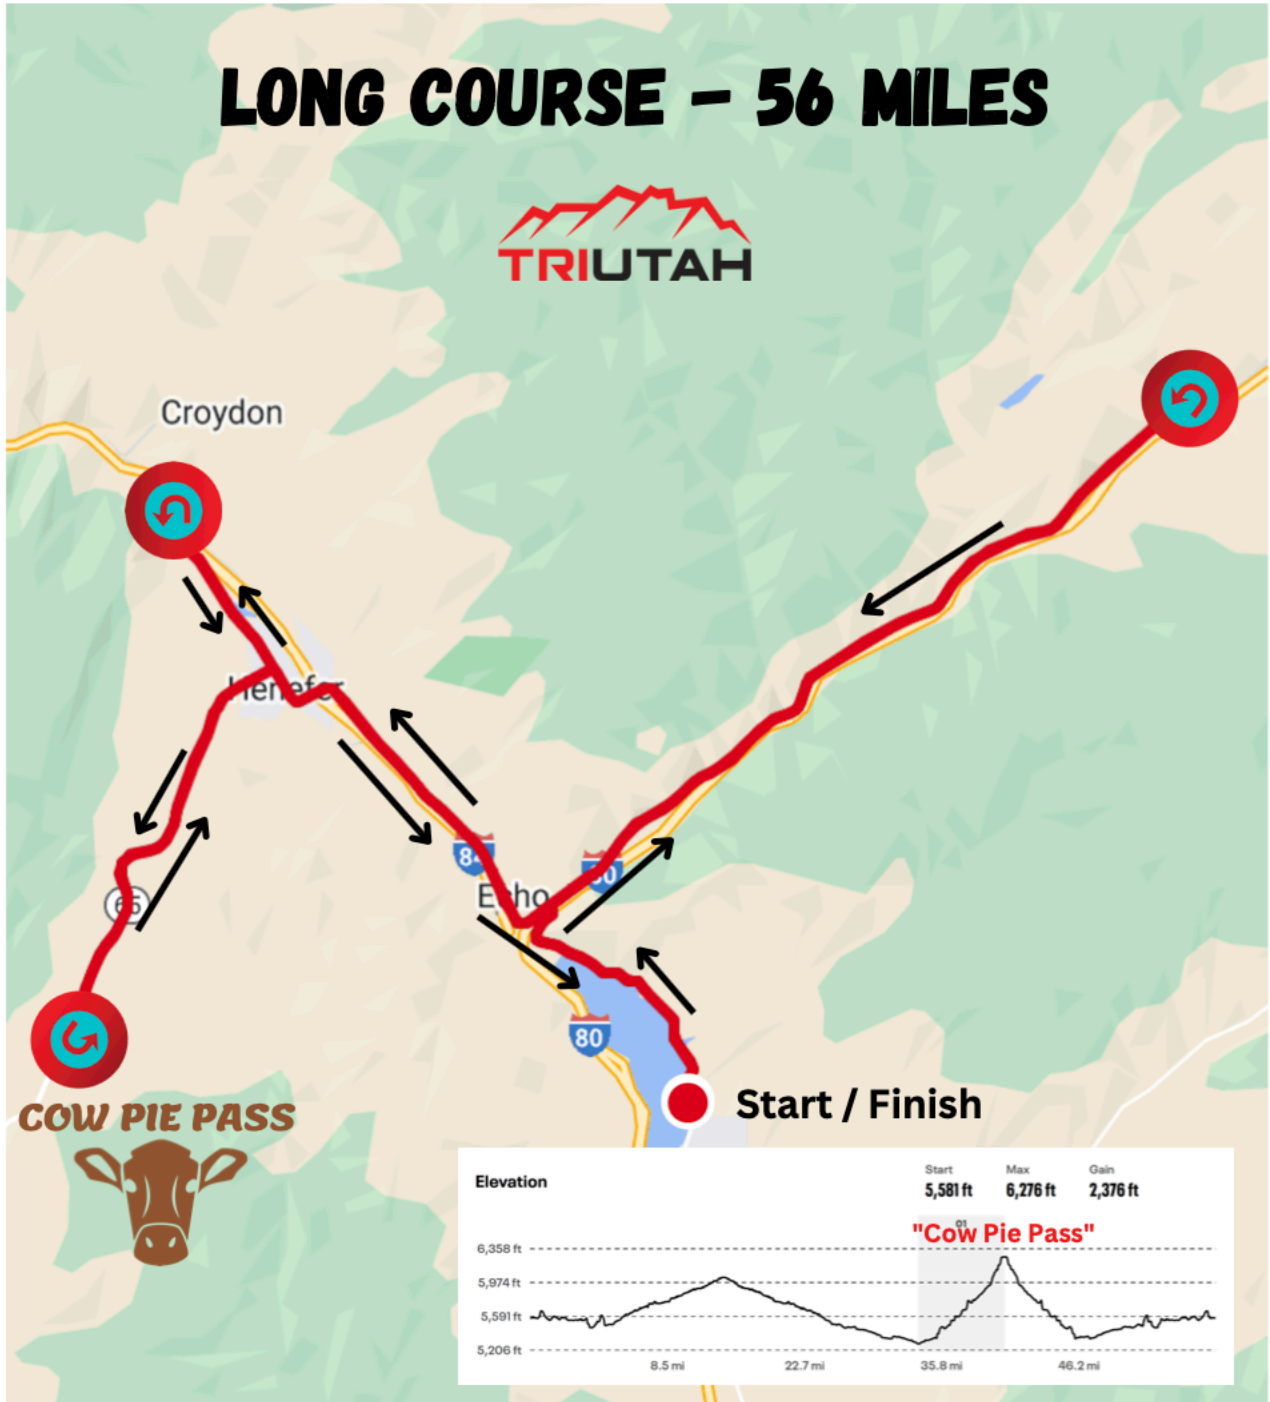 LONG COURSE – 56 MILES
TRIUTAH
Croydon
Henefer
84
80
Echo
65
80
Start / Finish
COW PIE PASS
Elevation
Start
Max
Gain
5,581 ft
6,276 ft
2,376 ft
01
"Cow Pie Pass"
6,358 ft
5,974 ft
5,591 ft
5,206 ft
8.5 mi
22.7 mi
35.8 mi
46.2 mi